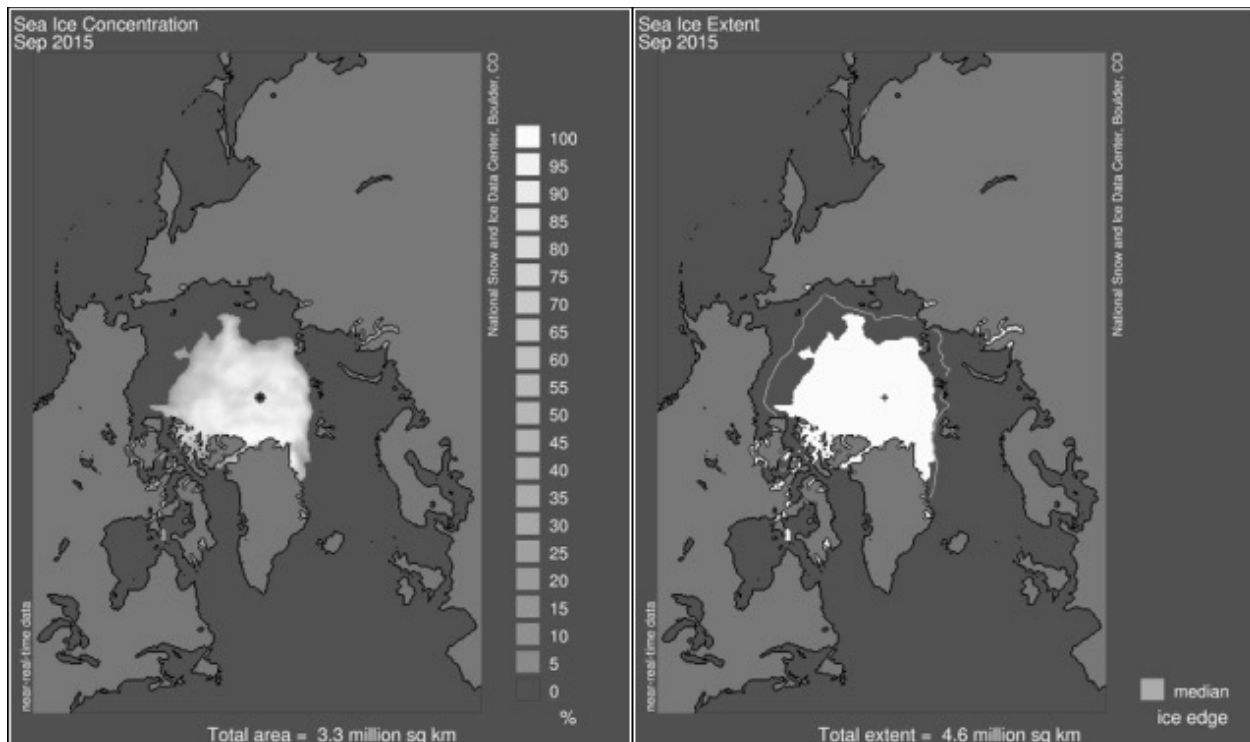 Sea Ice Concentration
Sep 2015
National Snow and Ice Data Center, Boulder, CO
100
95
90
85
80
75
70
65
60
55
50
45
40
35
30
25
20
15
10
5
0
%
near-real-time data
Total area = 3.3 million sq km
Sea Ice Extent
Sep 2015
National Snow and Ice Data Center, Boulder, CO
near-real-time data
median
ice edge
Total extent = 4.6 million sq km